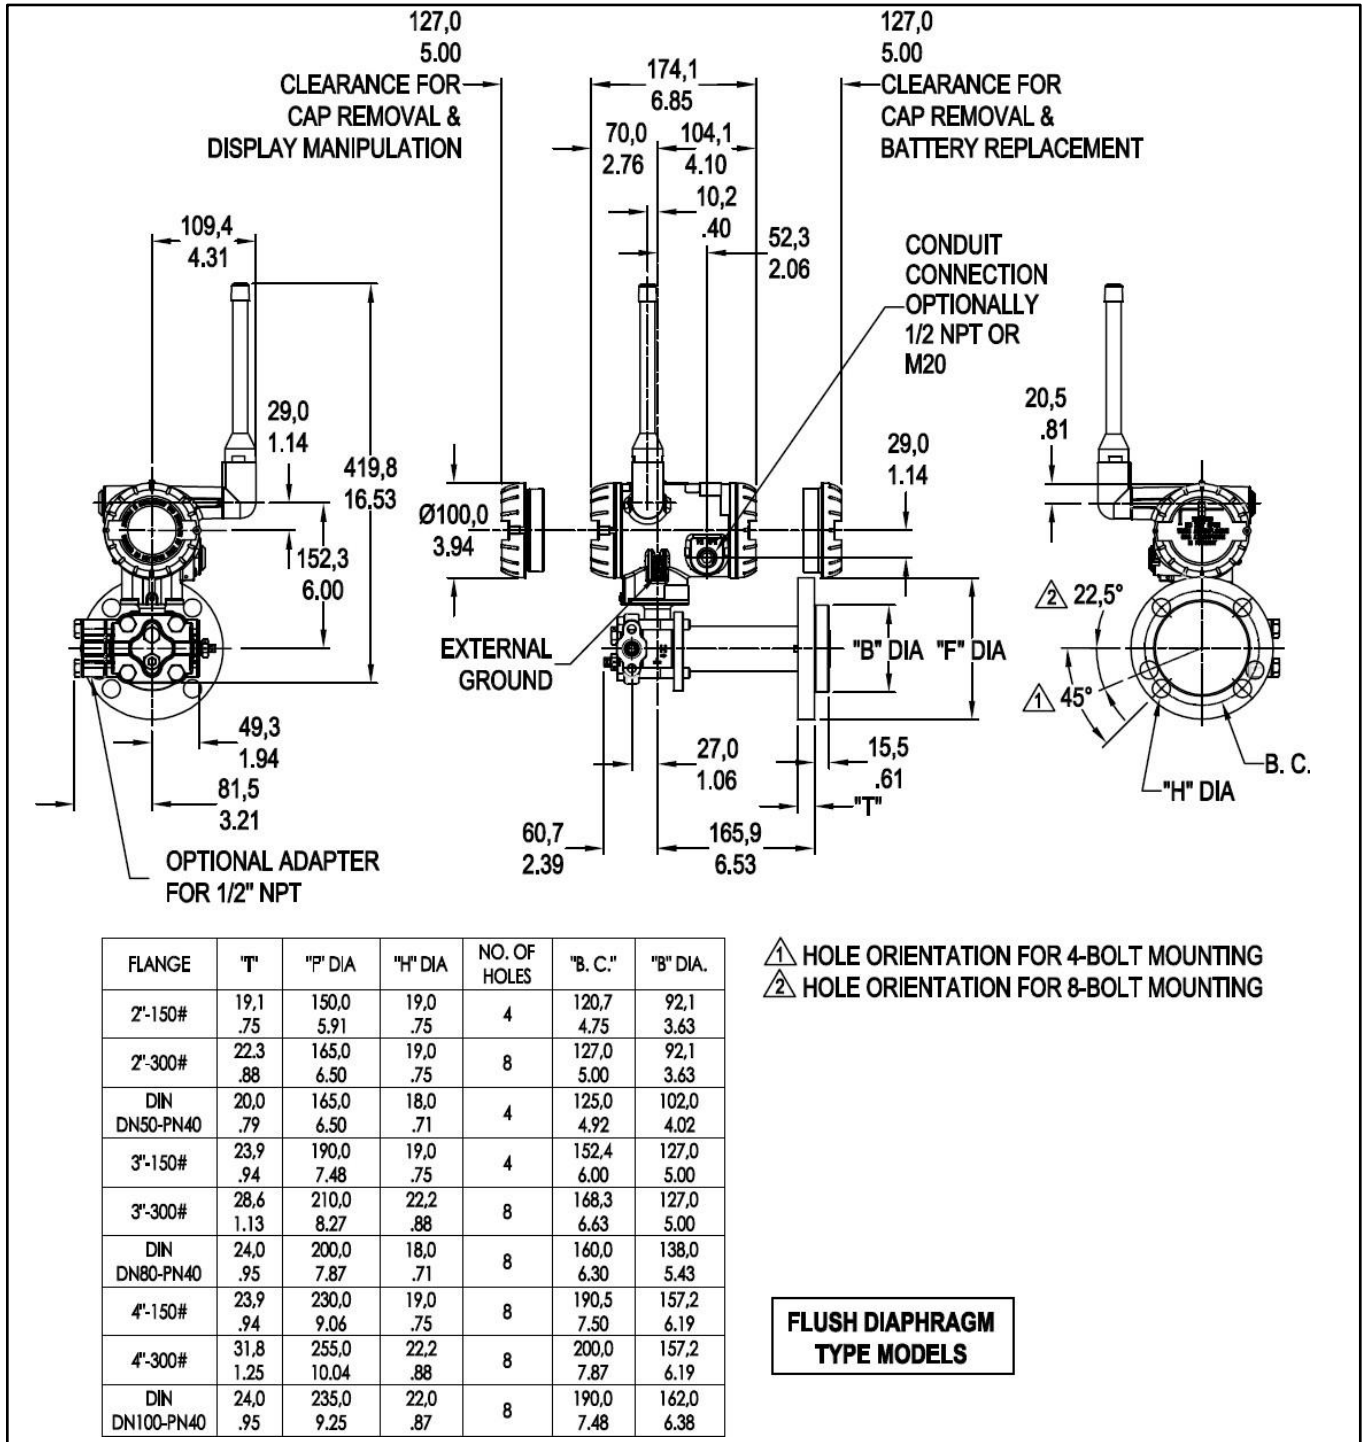 127,0
5.00
CLEARANCE FOR
CAP REMOVAL &
DISPLAY MANIPULATION
174,1
6.85
70,0
2.76
104,1
4.10
10,2
.40
52,3
2.06
127,0
5.00
CLEARANCE FOR
CAP REMOVAL &
BATTERY REPLACEMENT
CONDUIT
CONNECTION
OPTIONALLY
1/2 NPT OR
M20
109,4
4.31
29,0
1.14
419,8
16.53
152,3
6.00
49,3
1.94
81,5
3.21
OPTIONAL ADAPTER
FOR 1/2" NPT
Ø100,0
3.94
29,0
1.14
EXTERNAL
GROUND
"B" DIA
"F" DIA
27,0
1.06
15,5
.61
"T"
60,7
2.39
165,9
6.53
20,5
.81
2 22,5°
1 45°
B. C.
"H" DIA
FLANGE "T" "F" DIA "H" DIA NO. OF HOLES "B. C." "B" DIA.
2"-150# 19,1 .75 150,0 5.91 19,0 .75 4 120,7 4.75 92,1 3.63
2"-300# 22.3 .88 165,0 6.50 19,0 .75 8 127,0 5.00 92,1 3.63
DIN DN50-PN40 20,0 .79 165,0 6.50 18,0 .71 4 125,0 4.92 102,0 4.02
3"-150# 23,9 .94 190,0 7.48 19,0 .75 4 152,4 6.00 127,0 5.00
3"-300# 28,6 1.13 210,0 8.27 22,2 .88 8 168,3 6.63 127,0 5.00
DIN DN80-PN40 24,0 .95 200,0 7.87 18,0 .71 8 160,0 6.30 138,0 5.43
4"-150# 23,9 .94 230,0 9.06 19,0 .75 8 190,5 7.50 157,2 6.19
4"-300# 31,8 1.25 255,0 10.04 22,2 .88 8 200,0 7.87 157,2 6.19
DIN DN100-PN40 24,0 .95 235,0 9.25 22,0 .87 8 190,0 7.48 162,0 6.38
1 HOLE ORIENTATION FOR 4-BOLT MOUNTING
2 HOLE ORIENTATION FOR 8-BOLT MOUNTING
FLUSH DIAPHRAGM
TYPE MODELS